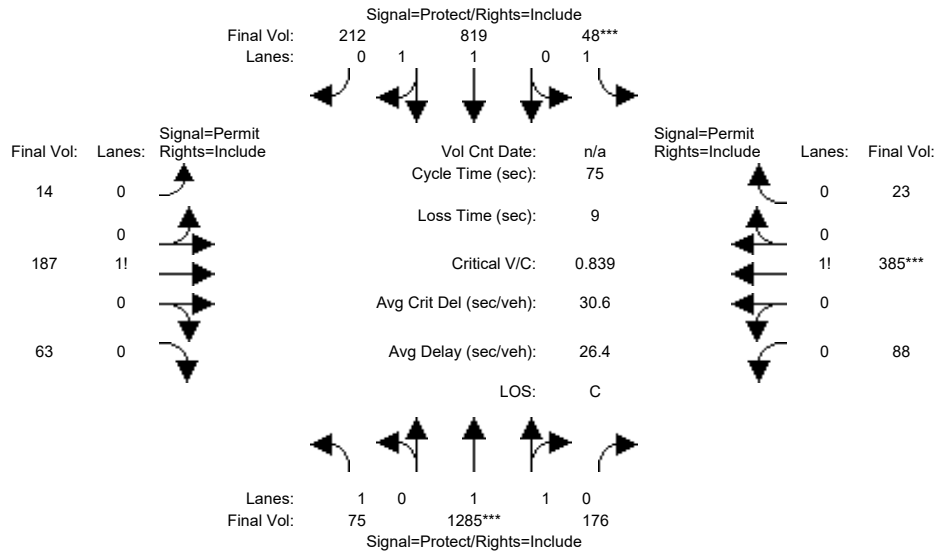 Signal=Protect/Rights=Include
Final Vol: 212 819 48***
Lanes: 0 1 1 0 1
Signal=Permit
Final Vol: Lanes: Rights=Include
Vol Cnt Date: n/a
Signal=Permit
Rights=Include Lanes: Final Vol:
Cycle Time (sec): 75
14 0
0 23
Loss Time (sec): 9
0
0
187 1!
Critical V/C: 0.839
1! 385***
0
Avg Crit Del (sec/veh): 30.6
0
63 0
Avg Delay (sec/veh): 26.4
0 88
LOS: C
Lanes: 1 0 1 1 0
Final Vol: 75 1285*** 176
Signal=Protect/Rights=Include